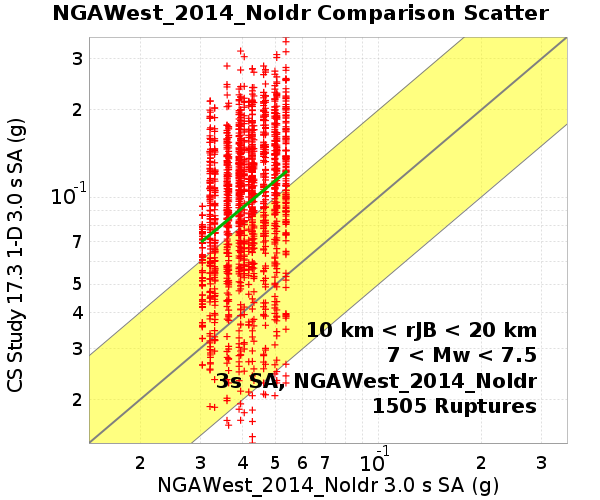 NGAWest_2014_NoIdr Comparison Scatter
CS Study 17.3 1-D 3.0 s SA (g)
3
2
10^-1
7
5
4
3
2
10 km < rJB < 20 km
7 < Mw < 7.5
3s SA, NGAWest_2014_NoIdr
1505 Ruptures
2 3 4 5 6 7 10^-1 2 3
NGAWest_2014_NoIdr 3.0 s SA (g)